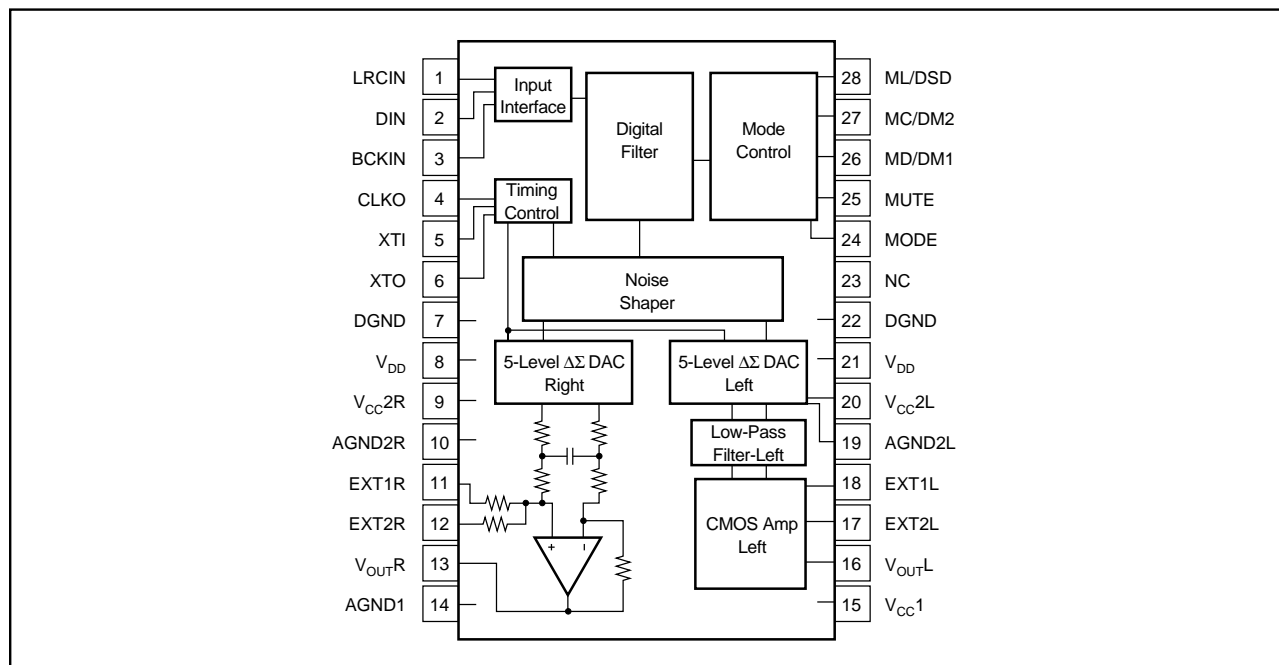 LRCIN 1
DIN 2
BCKIN 3
CLKO 4
XTI 5
XTO 6
DGND 7
V_DD 8
V_CC2R 9
AGND2R 10
EXT1R 11
EXT2R 12
V_OUTR 13
AGND1 14
Input
Interface
Timing
Control
Digital
Filter
Mode
Control
Noise
Shaper
5-Level ΔΣ DAC
Right
5-Level ΔΣ DAC
Left
Low-Pass
Filter-Left
CMOS Amp
Left
+ –
28 ML/DSD
27 MC/DM2
26 MD/DM1
25 MUTE
24 MODE
23 NC
22 DGND
21 V_DD
20 V_CC2L
19 AGND2L
18 EXT1L
17 EXT2L
16 V_OUTL
15 V_CC1